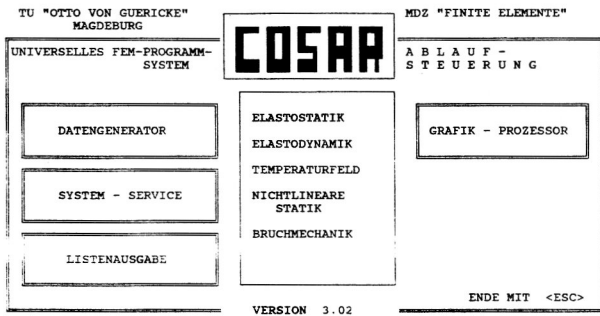 TU "OTTO VON GUERICKE"
MAGDEBURG
MDZ "FINITE ELEMENTE"
UNIVERSELLES FEM-PROGRAMM-
SYSTEM
COSAR
ABLAUF-
STEUERUNG
DATENGENERATOR
SYSTEM - SERVICE
LISTENAUSGABE
ELASTOSTATIK
ELASTODYNAMIK
TEMPERATURFELD
NICHTLINEARE
STATIK
BRUCHMECHANIK
GRAFIK - PROZESSOR
ENDE MIT <ESC>
VERSION 3.02